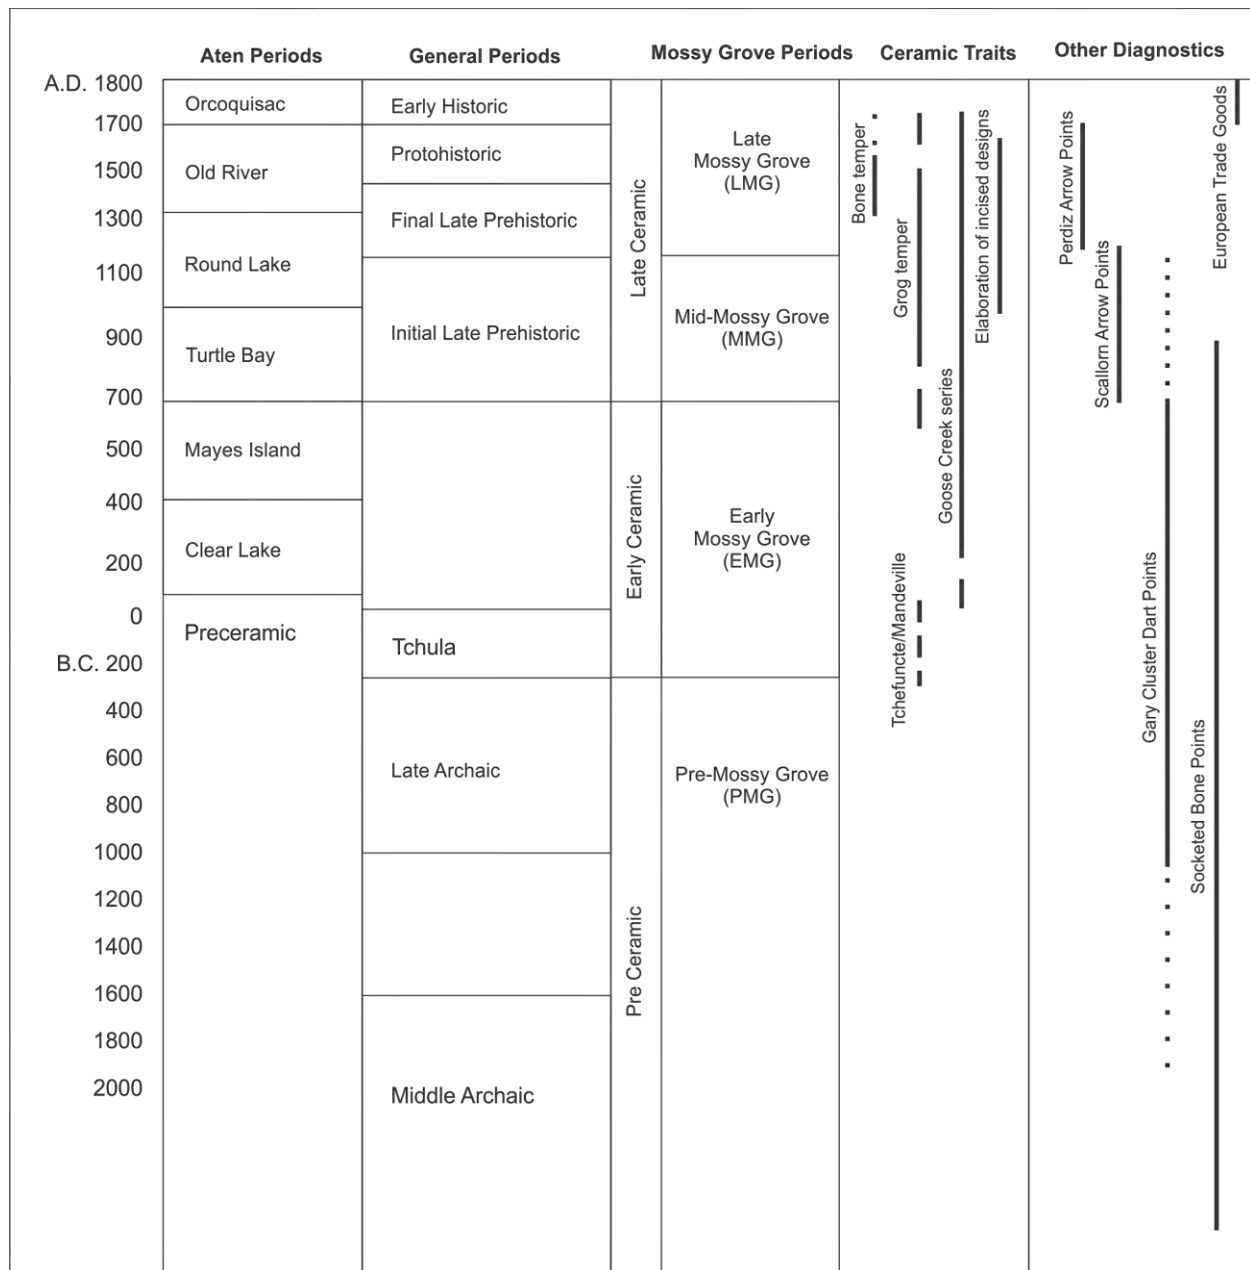 Aten Periods
General Periods
Mossy Grove Periods
Ceramic Traits
Other Diagnostics
A.D. 1800
1700
1500
1300
1100
900
700
500
400
200
0
B.C. 200
400
600
800
1000
1200
1400
1600
1800
2000
Orcoquisac
Old River
Round Lake
Turtle Bay
Mayes Island
Clear Lake
Preceramic
Early Historic
Protohistoric
Final Late Prehistoric
Initial Late Prehistoric
Tchula
Late Archaic
Middle Archaic
Late Ceramic
Early Ceramic
Pre Ceramic
Late
Mossy Grove
(LMG)
Mid-Mossy Grove
(MMG)
Early
Mossy Grove
(EMG)
Pre-Mossy Grove
(PMG)
Bone temper
Grog temper
Tchefuncte/Mandeville
Goose Creek series
Elaboration of incised designs
Perdiz Arrow Points
Scallorn Arrow Points
Gary Cluster Dart Points
Socketed Bone Points
European Trade Goods